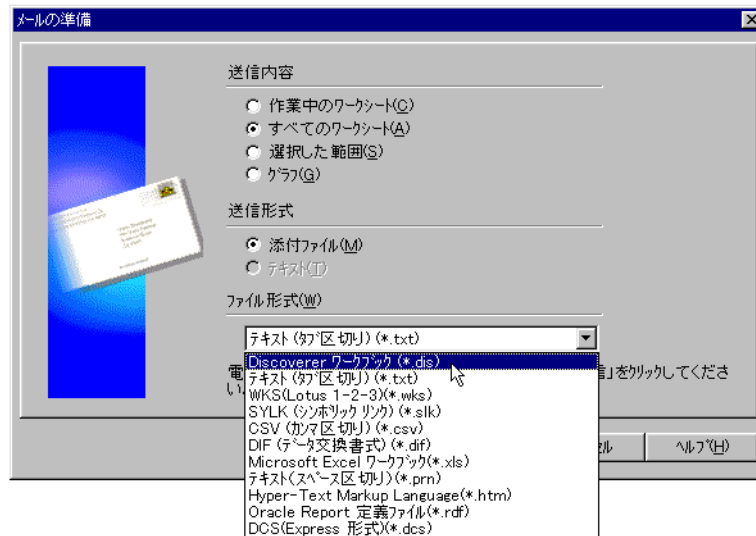 メールの準備
送信内容
作業中のワークシート(C)
すべてのワークシート(A)
選択した範囲(S)
グラフ(G)
送信形式
添付ファイル(M)
テキスト(T)
ファイル形式(W)
テキスト (タブ区切り) (*.txt)
Discoverer ワークブック (*.dis)
電
信」をクリックしてくださ
い。
テキスト (タブ区切り) (*.txt)
WKS(Lotus 1-2-3)(*.wks)
SYLK (シンボリック リンク) (*.slk)
CSV (カンマ区切り) (*.csv)
DIF (データ交換書式) (*.dif)
Microsoft Excel ワークブック(*.xls)
セル
ヘルプ(H)
テキスト(スペース区切り)(*.prn)
Hyper-Text Markup Language(*.htm)
Oracle Report 定義ファイル(*.rdf)
DCS(Express 形式)(*.dcs)